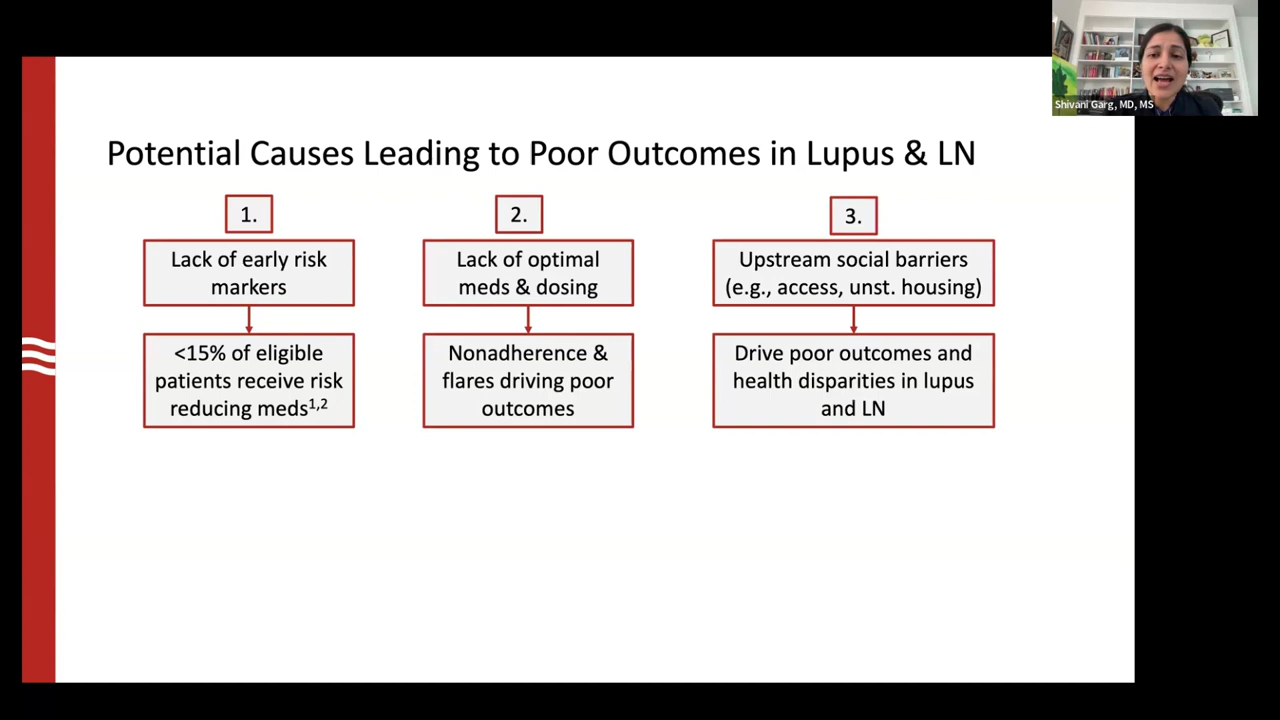 Shivani Garg, MD, MS
Potential Causes Leading to Poor Outcomes in Lupus & LN
1.
Lack of early risk
markers
<15% of eligible
patients receive risk
reducing meds1,2
2.
Lack of optimal
meds & dosing
Nonadherence &
flares driving poor
outcomes
3.
Upstream social barriers
(e.g., access, unst. housing)
Drive poor outcomes and
health disparities in lupus
and LN